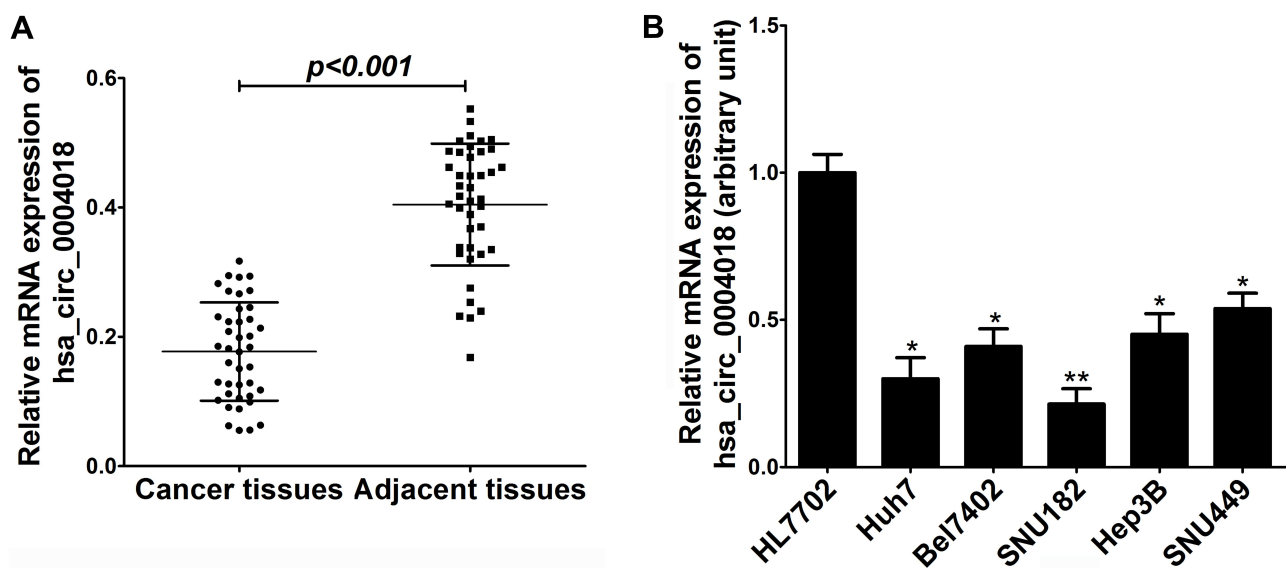 A
Relative mRNA expression of
hsa_circ_0004018
0.6
0.4
0.2
0.0
p<0.001
Cancer tissues
Adjacent tissues
B
Relative mRNA expression of
hsa_circ_0004018 (arbitrary unit)
1.5
1.0
0.5
0.0
*
*
**
*
*
HL7702
Huh7
Bel7402
SNU182
Hep3B
SNU449